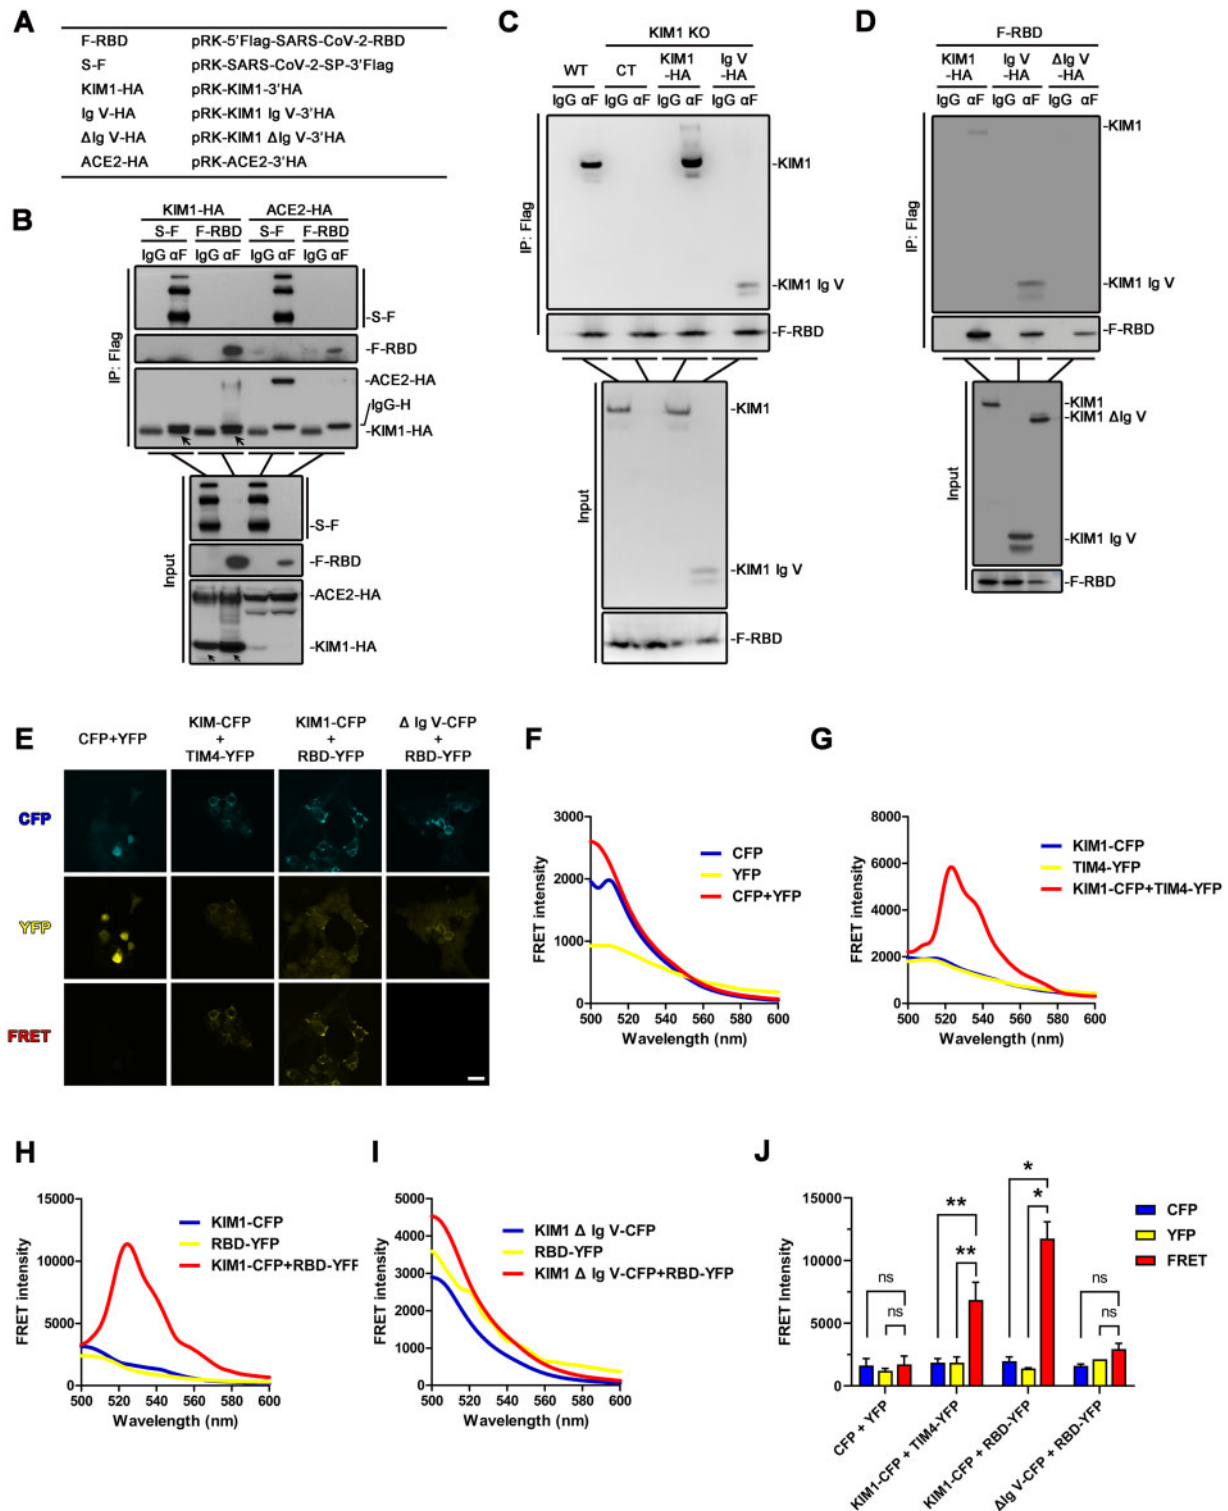 A
F-RBD pRK-5'Flag-SARS-CoV-2-RBD
S-F pRK-SARS-CoV-2-SP-3'Flag
KIM1-HA pRK-KIM1-3'HA
Ig V-HA pRK-KIM1 Ig V-3'HA
ΔIg V-HA pRK-KIM1 ΔIg V-3'HA
ACE2-HA pRK-ACE2-3'HA
B
KIM1-HA ACE2-HA
S-F F-RBD S-F F-RBD
IgG αF IgG αF IgG αF IgG αF
IP: Flag
-S-F
-F-RBD
-ACE2-HA
IgG-H
-KIM1-HA
Input
-S-F
-F-RBD
-ACE2-HA
-KIM1-HA
C
KIM1 KO
WT CT KIM1 -HA Ig V -HA
IgG αF IgG αF IgG αF IgG αF
IP: Flag
-KIM1
-KIM1 Ig V
-F-RBD
Input
-KIM1
-KIM1 Ig V
-F-RBD
D
F-RBD
KIM1 Ig V ΔIg V
-HA -HA -HA
IgG αF IgG αF IgG αF
IP: Flag
-KIM1
-KIM1 Ig V
-F-RBD
Input
-KIM1
-KIM1 ΔIg V
-KIM1 Ig V
-F-RBD
E
CFP+YFP
KIM-CFP
+
TIM4-YFP
KIM1-CFP
+
RBD-YFP
Δ Ig V-CFP
+
RBD-YFP
CFP
YFP
FRET
F
FRET intensity
3000
2000
1000
0
500 520 540 560 580 600
Wavelength (nm)
CFP
YFP
CFP+YFP
G
FRET intensity
8000
6000
4000
2000
0
500 520 540 560 580 600
Wavelength (nm)
KIM1-CFP
TIM4-YFP
KIM1-CFP+TIM4-YFP
H
FRET intensity
15000
10000
5000
0
500 520 540 560 580 600
Wavelength (nm)
KIM1-CFP
RBD-YFP
KIM1-CFP+RBD-YFP
I
FRET intensity
5000
4000
3000
2000
1000
0
500 520 540 560 580 600
Wavelength (nm)
KIM1 Δ Ig V-CFP
RBD-YFP
KIM1 Δ Ig V-CFP+RBD-YFP
J
FRET intensity
15000
10000
5000
0
ns
ns
**
**
*
*
ns
ns
CFP
YFP
FRET
CFP + YFP
KIM1-CFP + TIM4-YFP
KIM1-CFP + RBD-YFP
ΔIg V-CFP + RBD-YFP